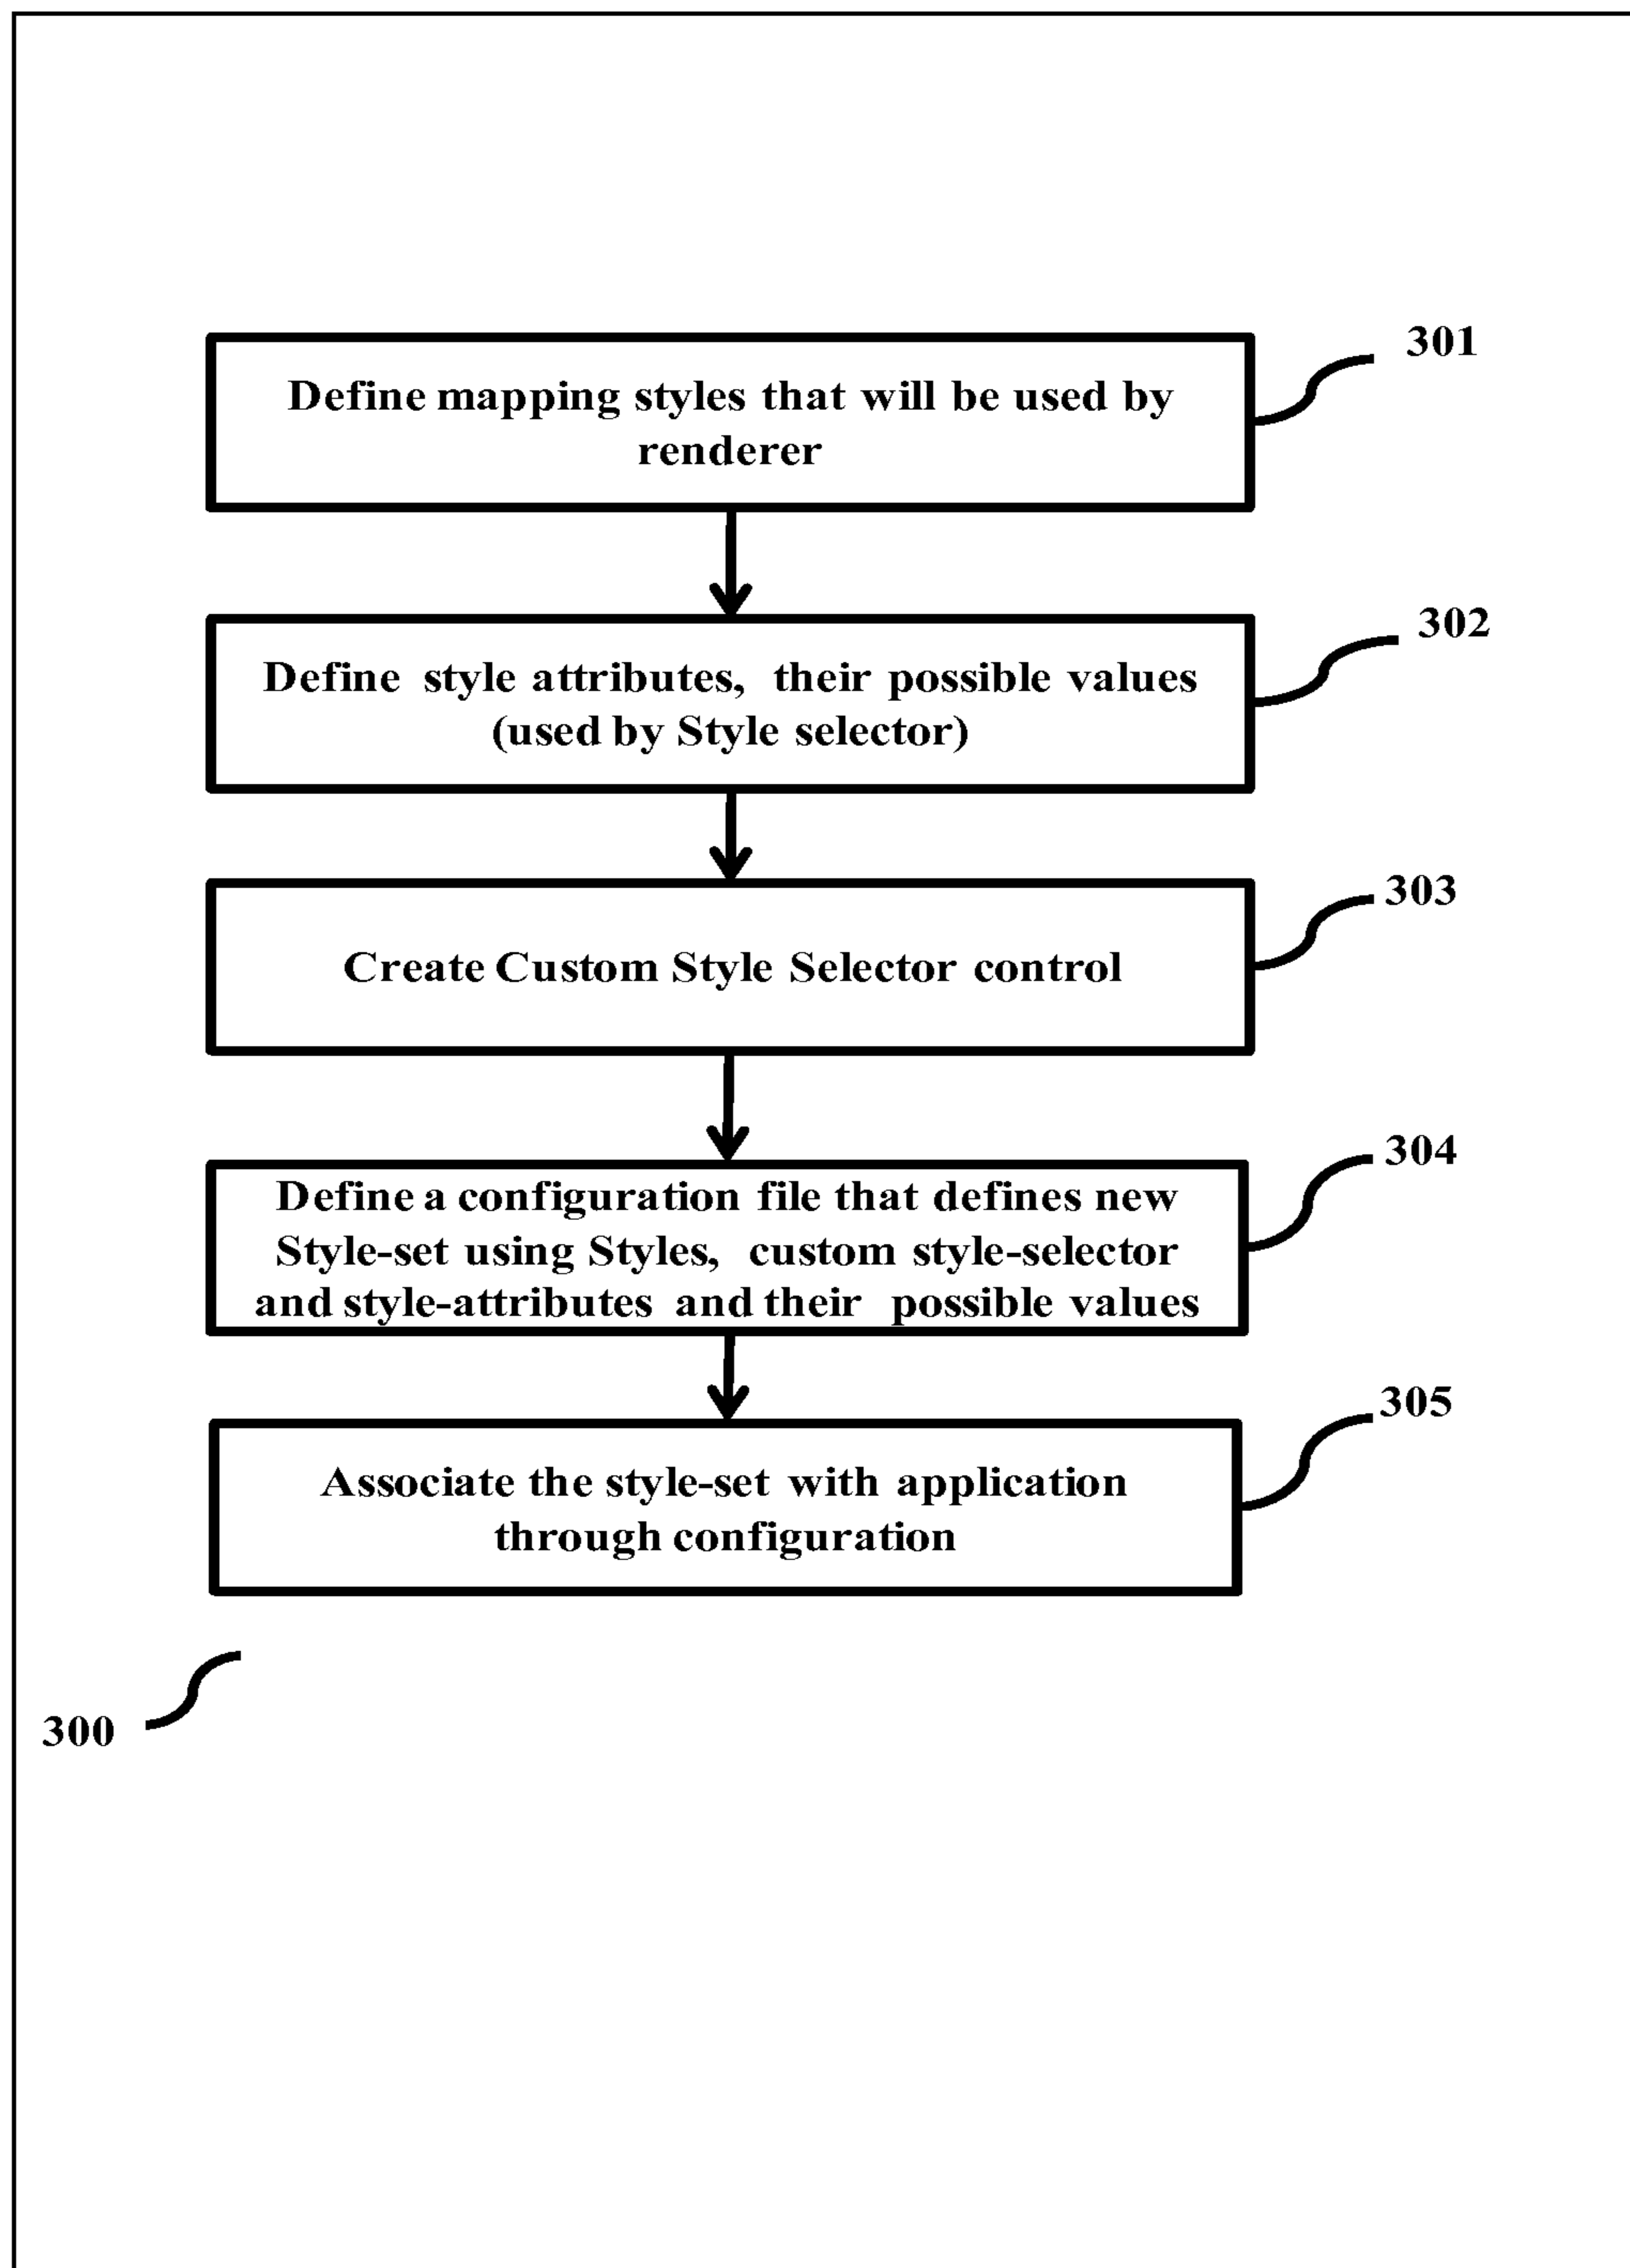 301
Define mapping styles that will be used by
renderer
302
Define style attributes, their possible values
(used by Style selector)
303
Create Custom Style Selector control
304
Define a configuration file that defines new
Style-set using Styles, custom style-selector
and style-attributes and their possible values
305
Associate the style-set with application
through configuration
300